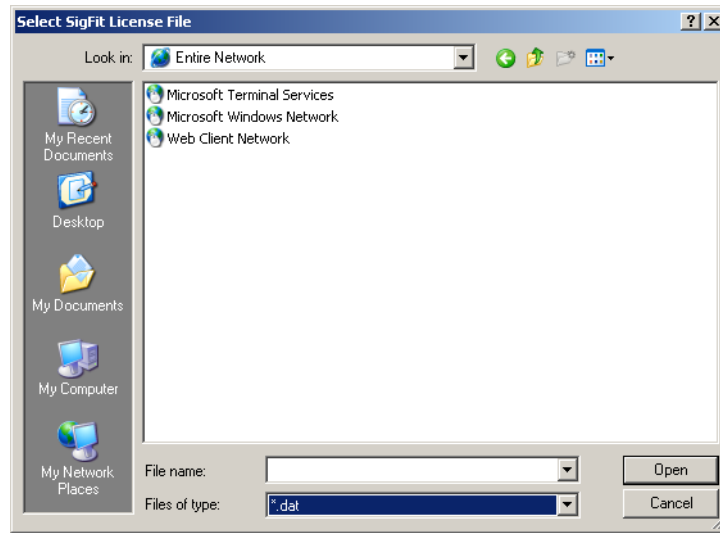 Select SigFit License File
Look in: Entire Network
Microsoft Terminal Services
Microsoft Windows Network
Web Client Network
My Recent
Documents
Desktop
My Documents
My Computer
My Network
Places
File name:
Open
Files of type: *.dat
Cancel